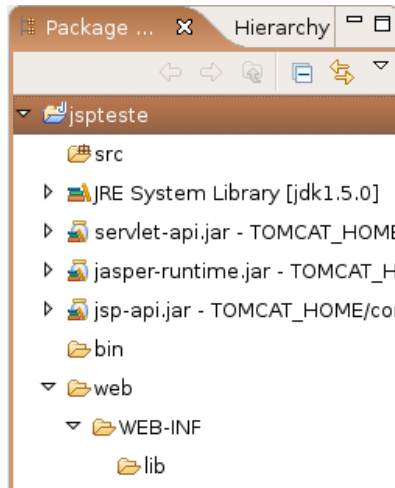 Package ... Hierarchy
jspteste
src
JRE System Library [jdk1.5.0]
servlet-api.jar - TOMCAT_HOME
jasper-runtime.jar - TOMCAT_H
jsp-api.jar - TOMCAT_HOME/co
bin
web
WEB-INF
lib